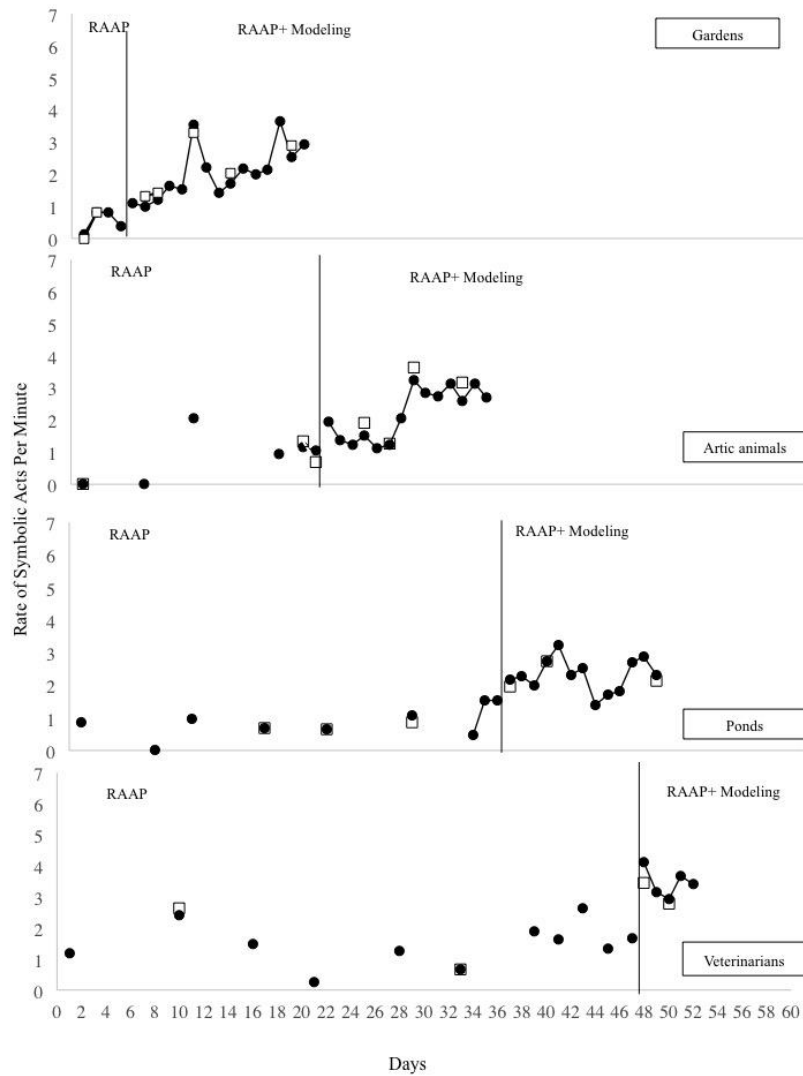 7
RAAP
RAAP+ Modeling
Gardens
6
5
4
3
2
1
0
7
RAAP
RAAP+ Modeling
6
5
4
3
2
1
Artic animals
0
Rate of Symbolic Acts Per Minute
7
RAAP
RAAP+ Modeling
6
5
4
3
2
1
Ponds
0
7
RAAP
RAAP+ Modeling
6
5
4
3
2
1
Veterinarians
0
0 2 4 6 8 10 12 14 16 18 20 22 24 26 28 30 32 34 36 38 40 42 44 46 48 50 52 54 56 58 60
Days